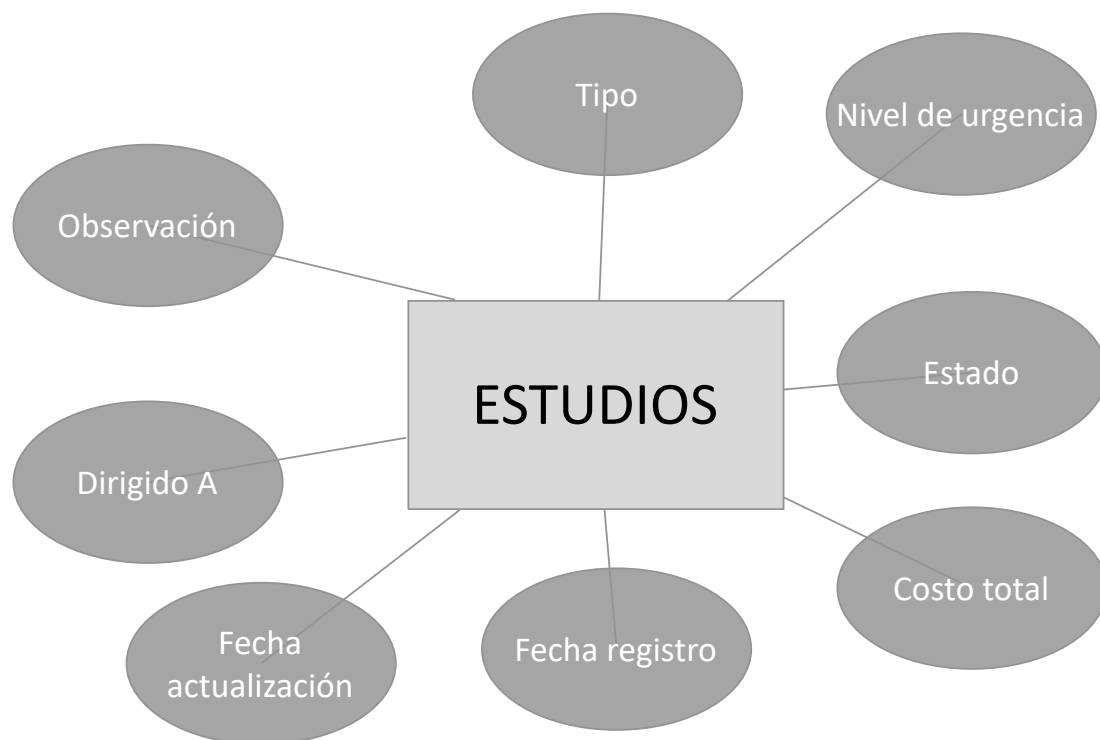 Tipo
Nivel de urgencia
Observación
Estado
ESTUDIOS
Dirigido A
Costo total
Fecha
actualización
Fecha registro